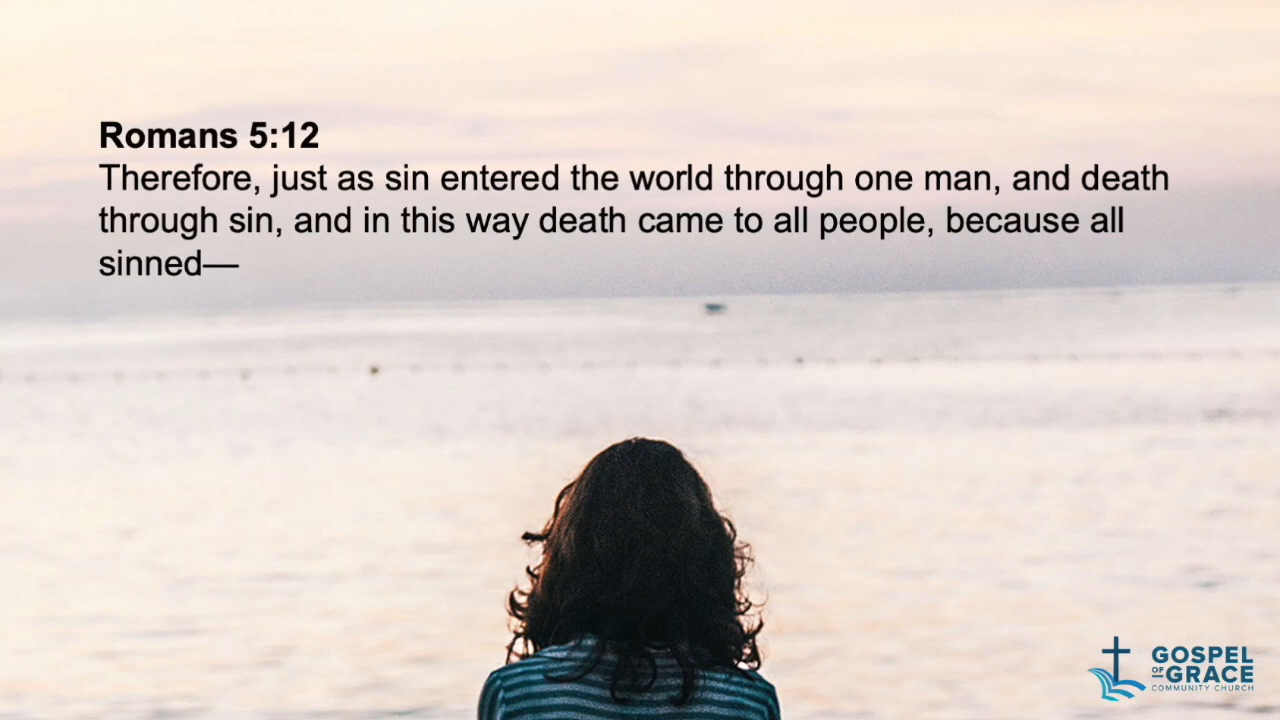 Romans 5:12
Therefore, just as sin entered the world through one man, and death
through sin, and in this way death came to all people, because all
sinned—
GOSPEL
OF GRACE
COMMUNITY CHURCH